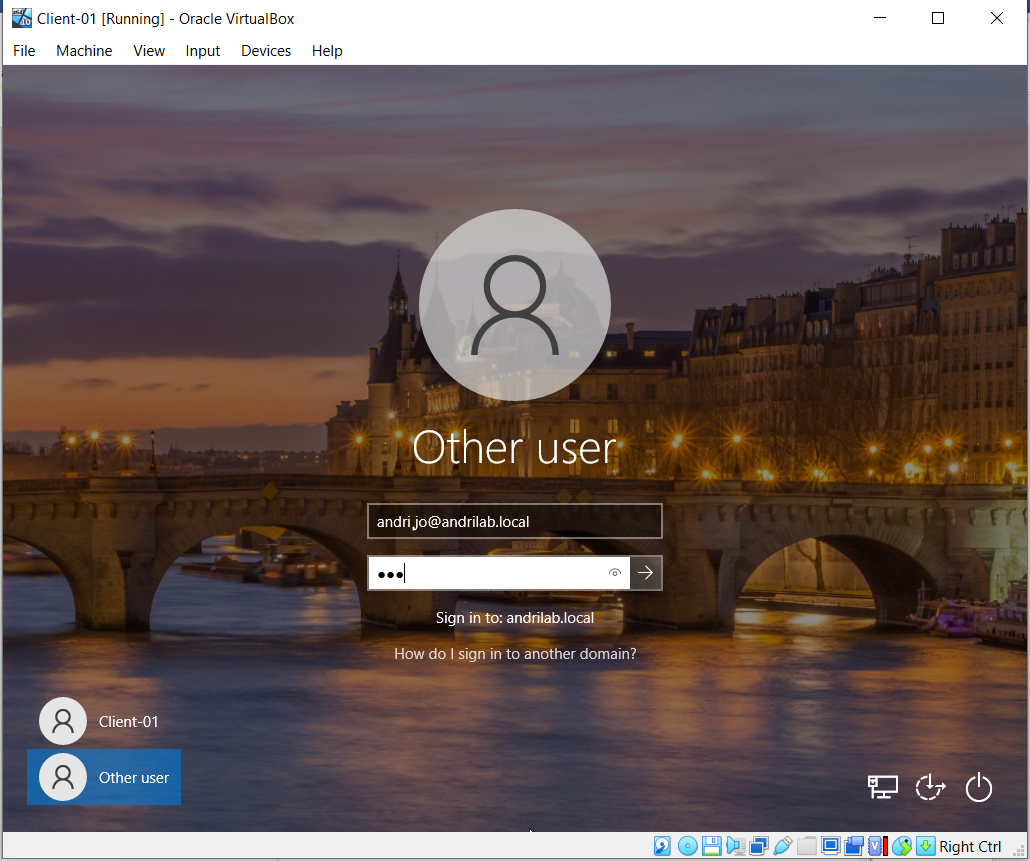 Client-01 [Running] - Oracle VirtualBox
File Machine View Input Devices Help
Other user
andri.jo@andrilab.local
Sign in to: andrilab.local
How do I sign in to another domain?
Client-01
Other user
Right Ctrl